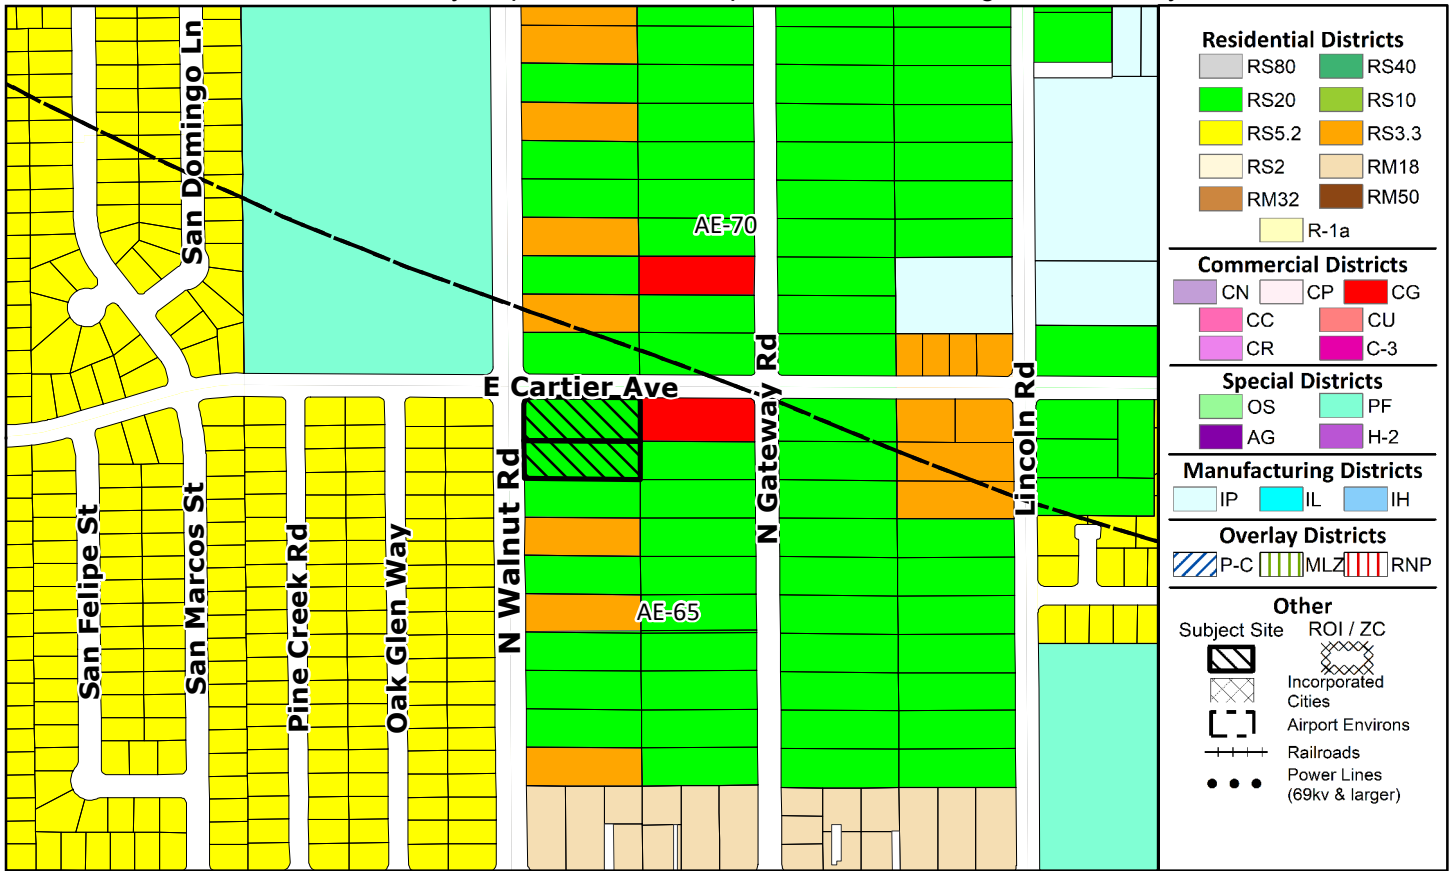 San Domingo Ln
AE-70
E Cartier Ave
N Gateway Rd
Lincoln Rd
N Walnut Rd
San Felipe St
San Marcos St
Pine Creek Rd
Oak Glen Way
AE-65
Residential Districts
RS80 RS40
RS20 RS10
RS5.2 RS3.3
RS2 RM18
RM32 RM50
R-1a
Commercial Districts
CN CP CG
CC CU
CR C-3
Special Districts
OS PF
AG H-2
Manufacturing Districts
IP IL IH
Overlay Districts
P-C MLZ RNP
Other
Subject Site ROI / ZC
Incorporated
Cities
Airport Environs
Railroads
Power Lines
(69kv & larger)